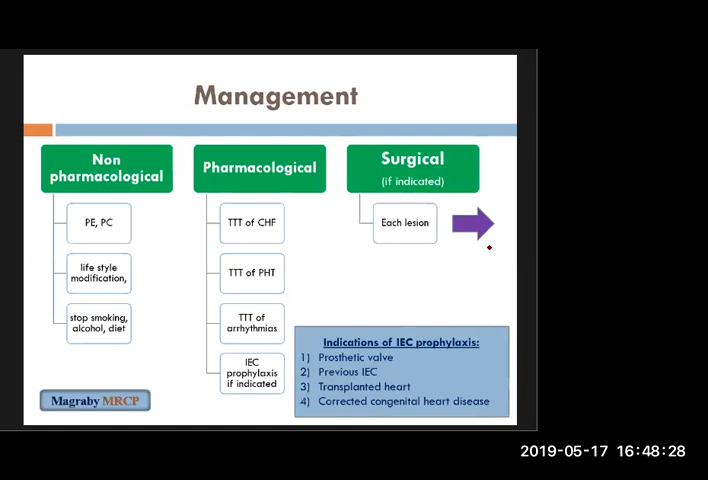 Management
Non
pharmacological
PE, PC
life style
modification,
stop smoking,
alcohol, diet
Pharmacological
TTT of CHF
TTT of PHT
TTT of
arrhythmias
IEC
prophylaxis
if indicated
Surgical
(if indicated)
Each lesion
Indications of IEC prophylaxis:
1) Prosthetic valve
2) Previous IEC
3) Transplanted heart
4) Corrected congenital heart disease
Magraby MRCP
2019-05-17 16:48:28